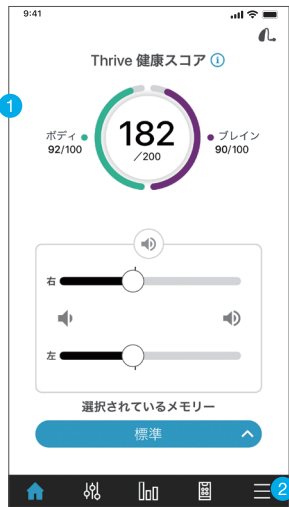 9:41
Thrive 健康スコア
1
ボディ
92/100
182
/200
ブレイン
90/100
右
左
選択されているメモリー
標準
2